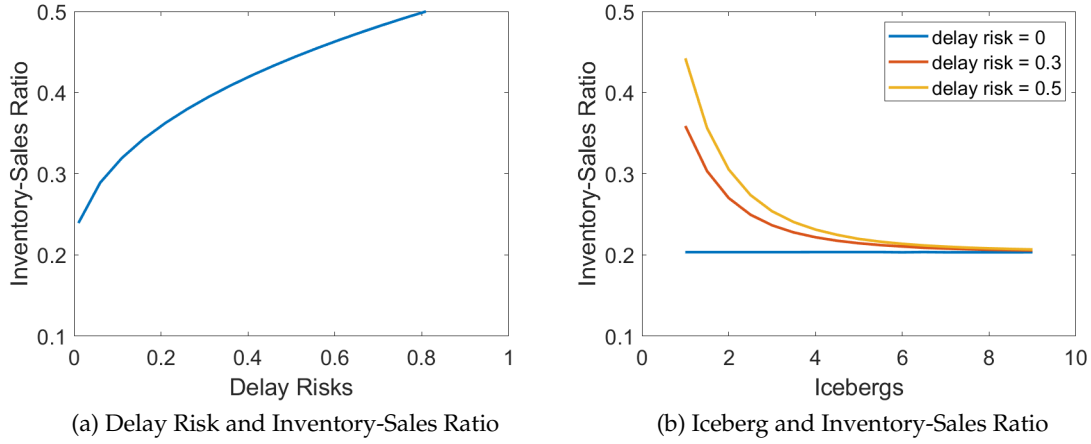 0.5
0.4
0.3
0.2
0.1
Inventory-Sales Ratio
0 0.2 0.4 0.6 0.8 1
Delay Risks
(a) Delay Risk and Inventory-Sales Ratio
0.5
0.4
0.3
0.2
0.1
Inventory-Sales Ratio
delay risk = 0
delay risk = 0.3
delay risk = 0.5
0 2 4 6 8 10
Icebergs
(b) Iceberg and Inventory-Sales Ratio